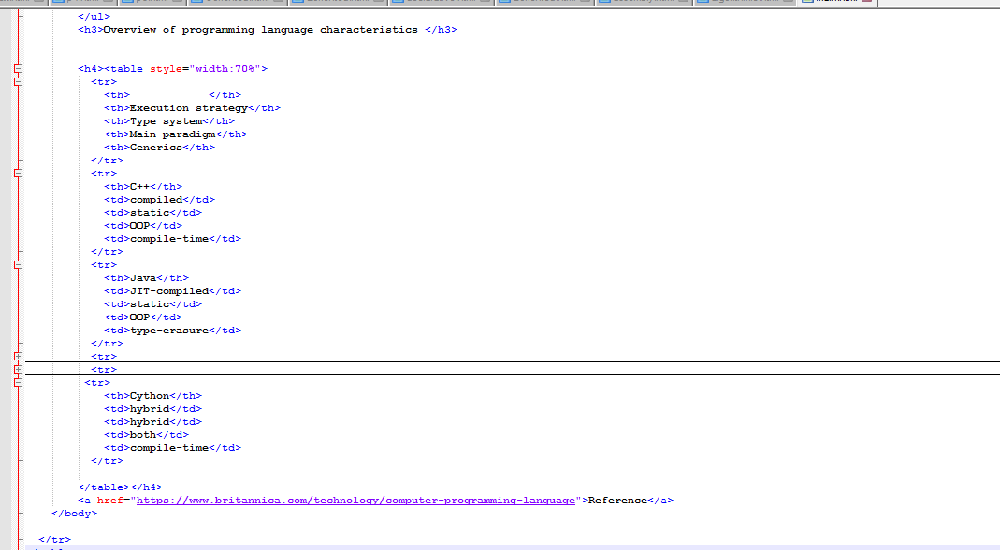 </ul>
<h3>Overview of programming language characteristics </h3>
<h4><table style="width:70%">
<tr>
<th>            </th>
<th>Execution strategy</th>
<th>Type system</th>
<th>Main paradigm</th>
<th>Generics</th>
</tr>
<tr>
<th>C++</th>
<td>compiled</td>
<td>static</td>
<td>OOP</td>
<td>compile-time</td>
</tr>
<tr>
<th>Java</th>
<td>JIT-compiled</td>
<td>static</td>
<td>OOP</td>
<td>type-erasure</td>
</tr>
<tr>
<tr>
<tr>
<th>Cython</th>
<td>hybrid</td>
<td>hybrid</td>
<td>both</td>
<td>compile-time</td>
</tr>
</table></h4>
<a href="https://www.britannica.com/technology/computer-programming-language">Reference</a>
</body>
</tr>